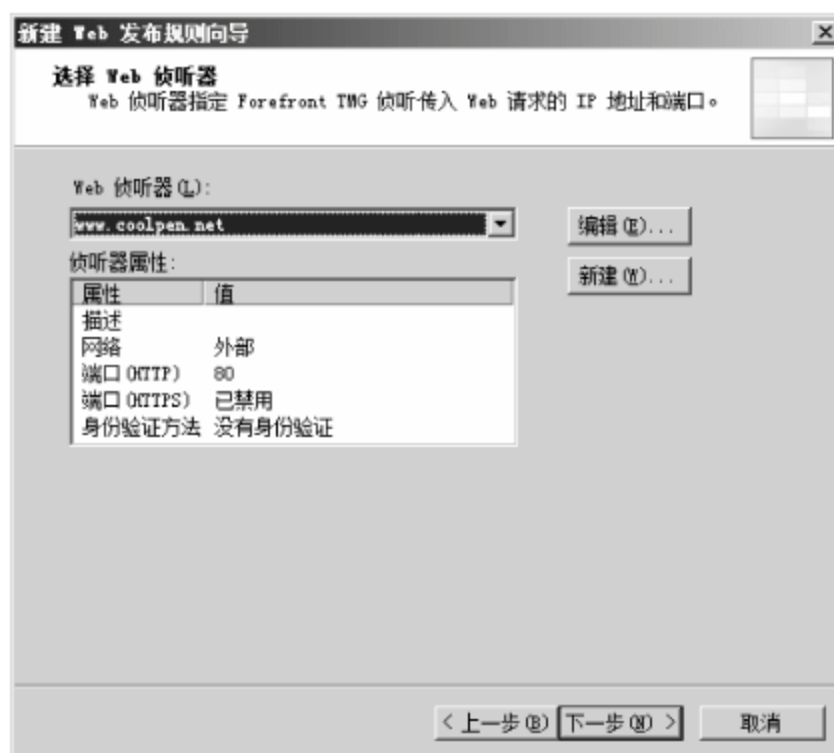 新建 Web 发布规则向导
选择 Web 侦听器
Web 侦听器指定 Forefront TMG 侦听传入 Web 请求的 IP 地址和端口。
Web 侦听器(L):
www.coolpen.net
编辑(E)...
侦听器属性:
新建(W)...
属性 值
描述
网络 外部
端口(HTTP) 80
端口(HTTPS) 已禁用
身份验证方法 没有身份验证
< 上一步(B) 下一步(N) > 取消